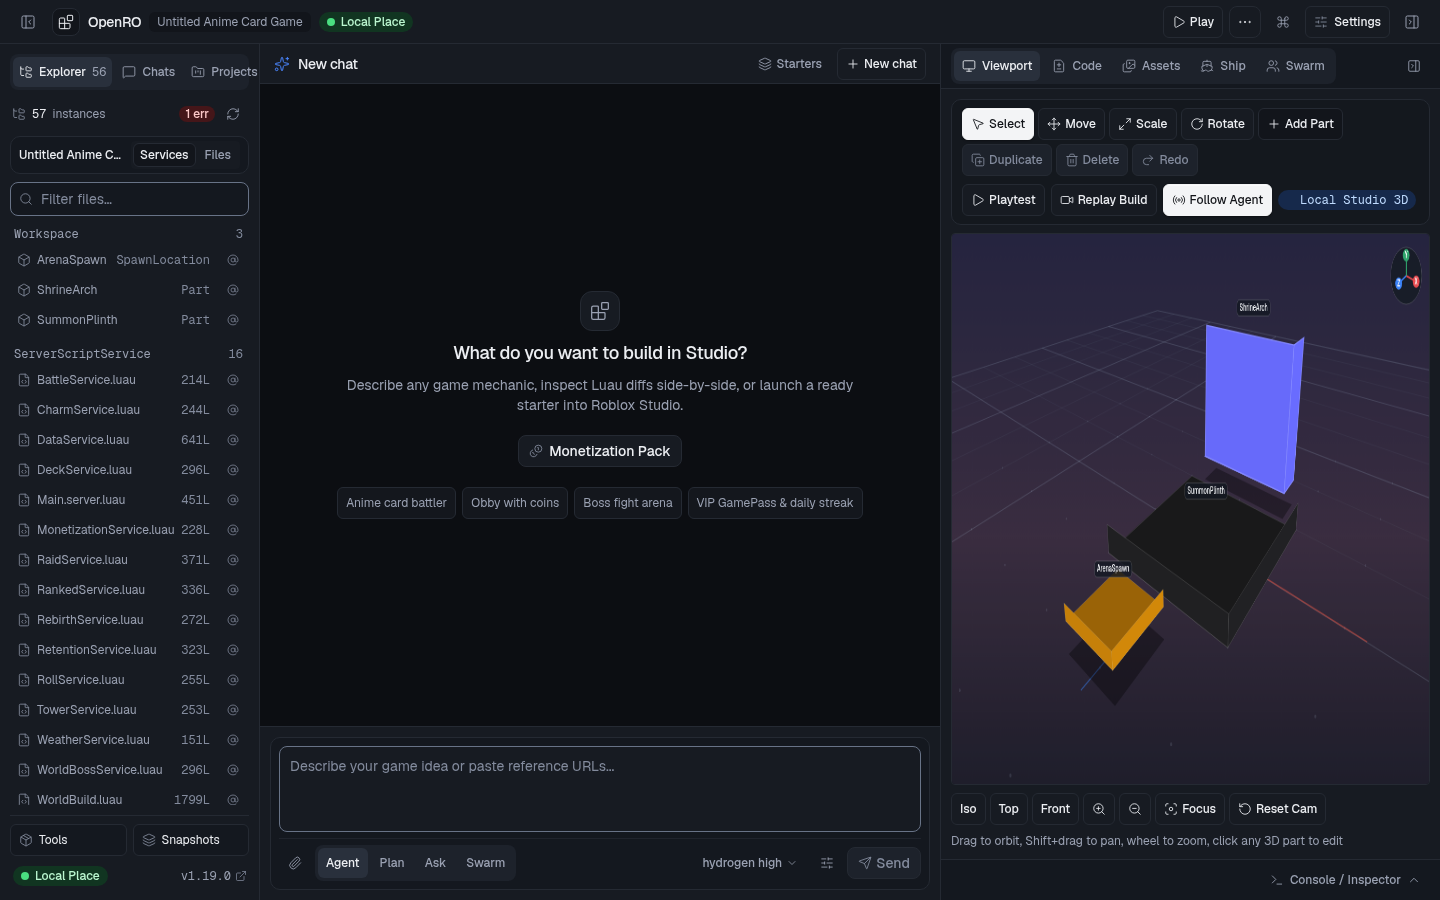 OpenRO
Untitled Anime Card Game
Local Place
Play
Settings
Explorer 56
Chats
Projects
57 instances
1 err
Untitled Anime C...
Services
Files
Filter files...
Workspace 3
ArenaSpawn SpawnLocation
ShrineArch Part
SummonPlinth Part
ServerScriptService 16
BattleService.luau 214L
CharmService.luau 244L
DataService.luau 641L
DeckService.luau 296L
Main.server.luau 451L
MonetizationService.luau 228L
RaidService.luau 371L
RankedService.luau 336L
RebirthService.luau 272L
RetentionService.luau 323L
RollService.luau 255L
TowerService.luau 253L
WeatherService.luau 151L
WorldBossService.luau 296L
WorldBuild.luau 1799L
Tools
Snapshots
Local Place
v1.19.0
New chat
Starters
New chat
What do you want to build in Studio?
Describe any game mechanic, inspect Luau diffs side-by-side, or launch a ready
starter into Roblox Studio.
Monetization Pack
Anime card battler
Obby with coins
Boss fight arena
VIP GamePass & daily streak
Describe your game idea or paste reference URLs...
Agent
Plan
Ask
Swarm
hydrogen high
Send
Viewport
Code
Assets
Ship
Swarm
Select
Move
Scale
Rotate
Add Part
Duplicate
Delete
Redo
Playtest
Replay Build
Follow Agent
Local Studio 3D
Y
X
Z
ShrineArch
SummonPlinth
ArenaSpawn
Iso
Top
Front
Focus
Reset Cam
Drag to orbit, Shift+drag to pan, wheel to zoom, click any 3D part to edit
Console / Inspector